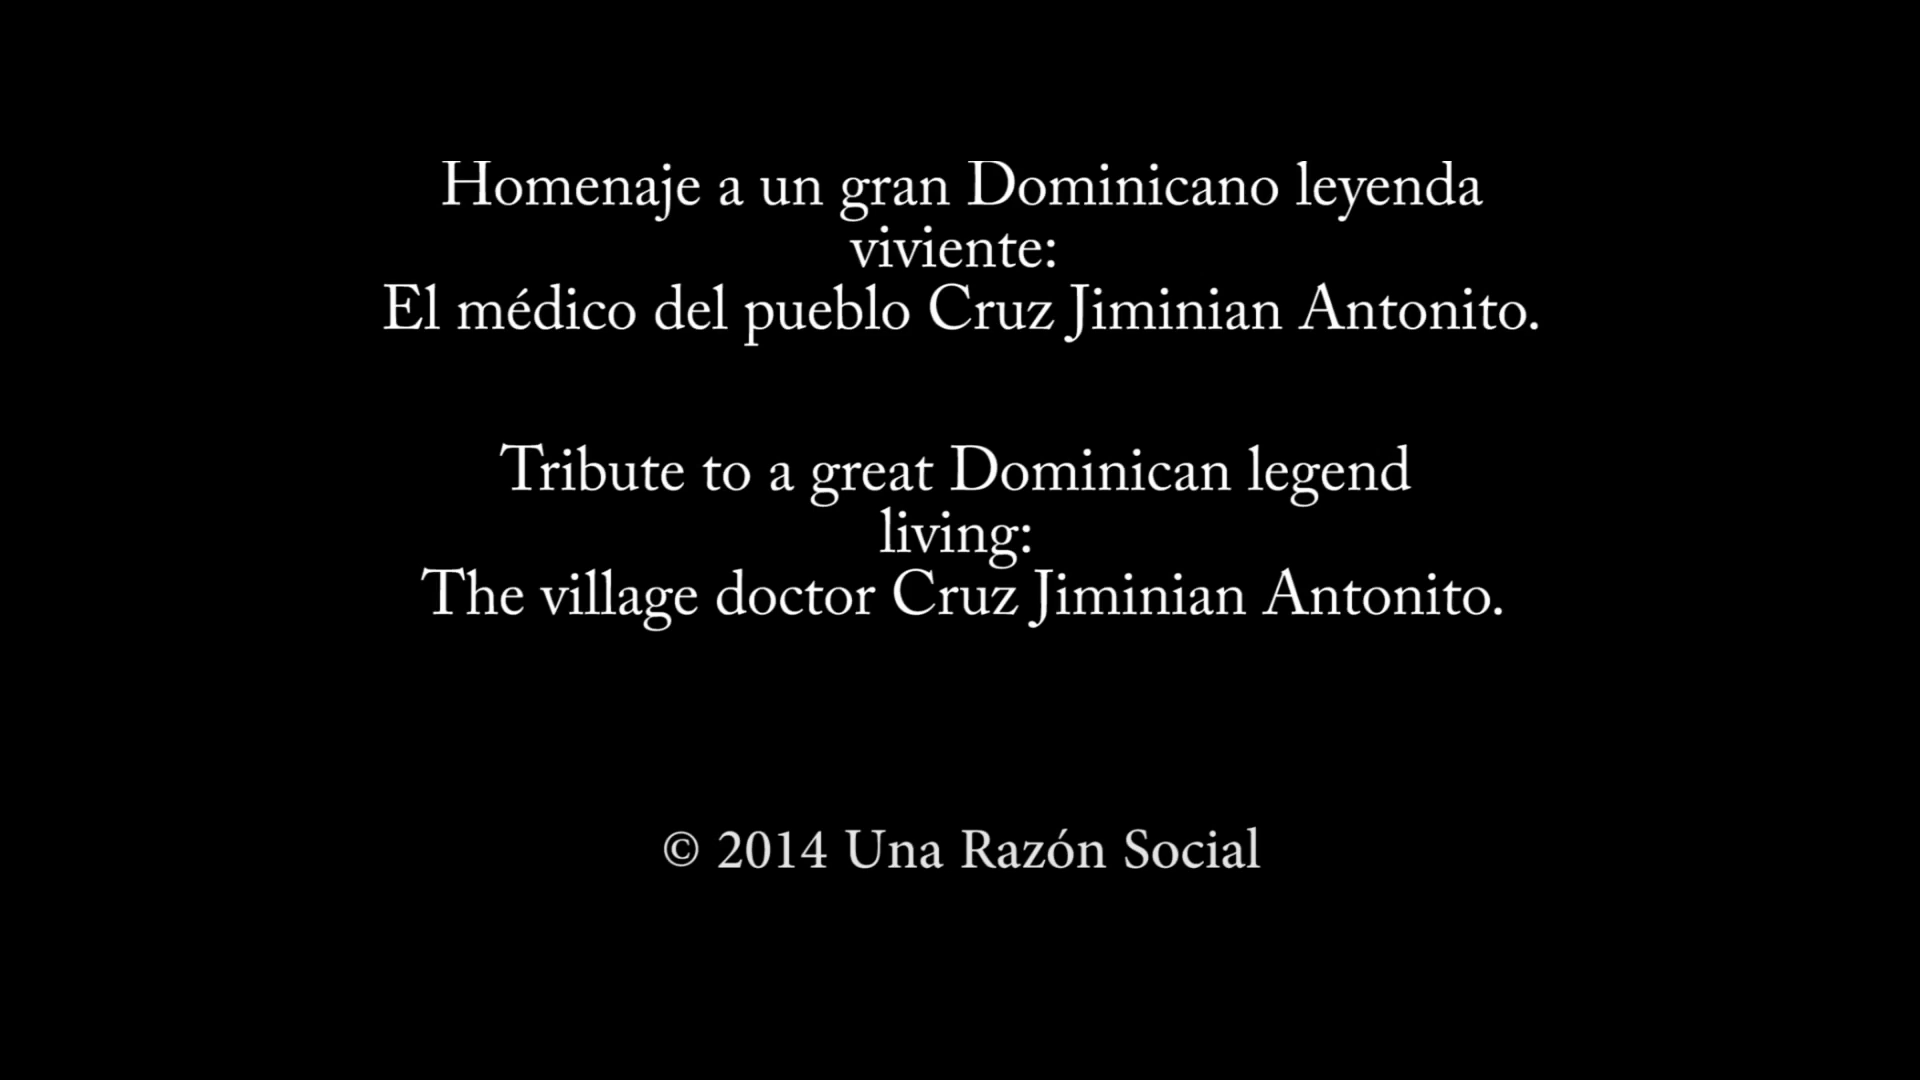 Homenaje a un gran Dominicano leyenda
viviente:
El médico del pueblo Cruz Jiminian Antonito.
Tribute to a great Dominican legend
living:
The village doctor Cruz Jiminian Antonito.
© 2014 Una Razón Social